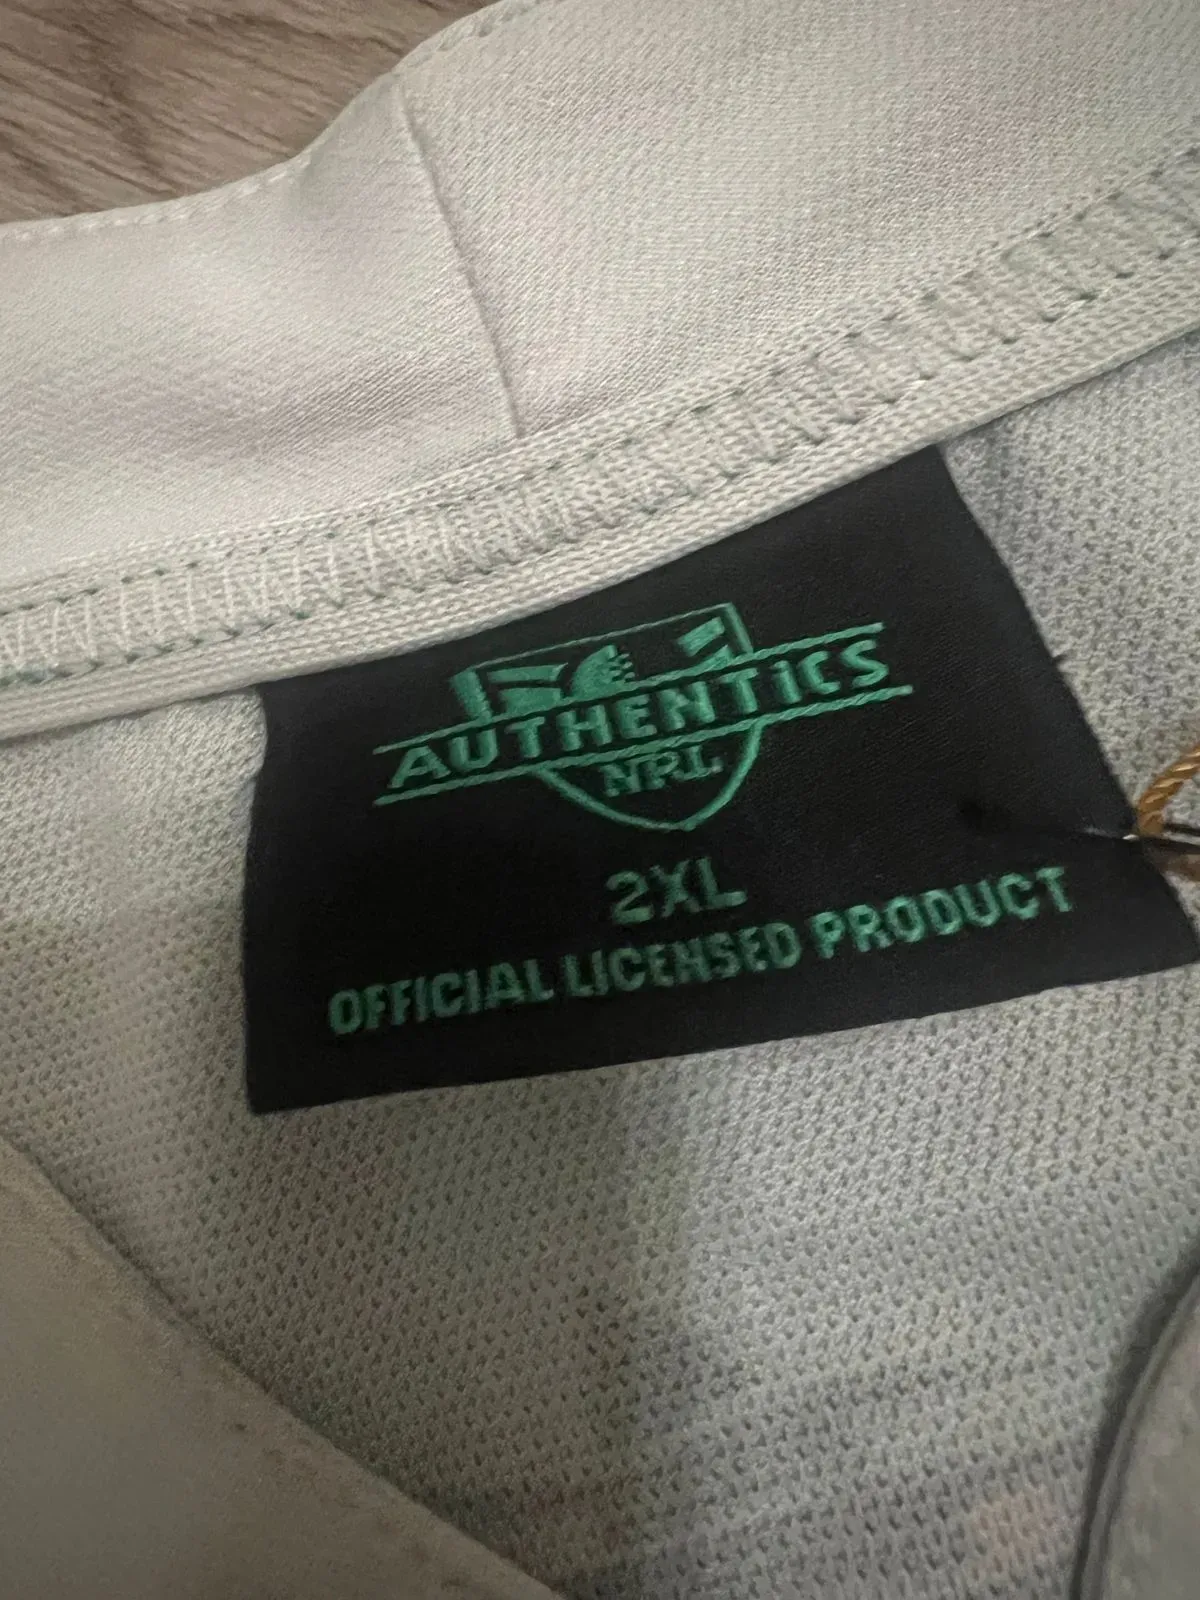 AUTHENTiCS
NRL
2XL
OFFICIAL LICENSED PRODUCT